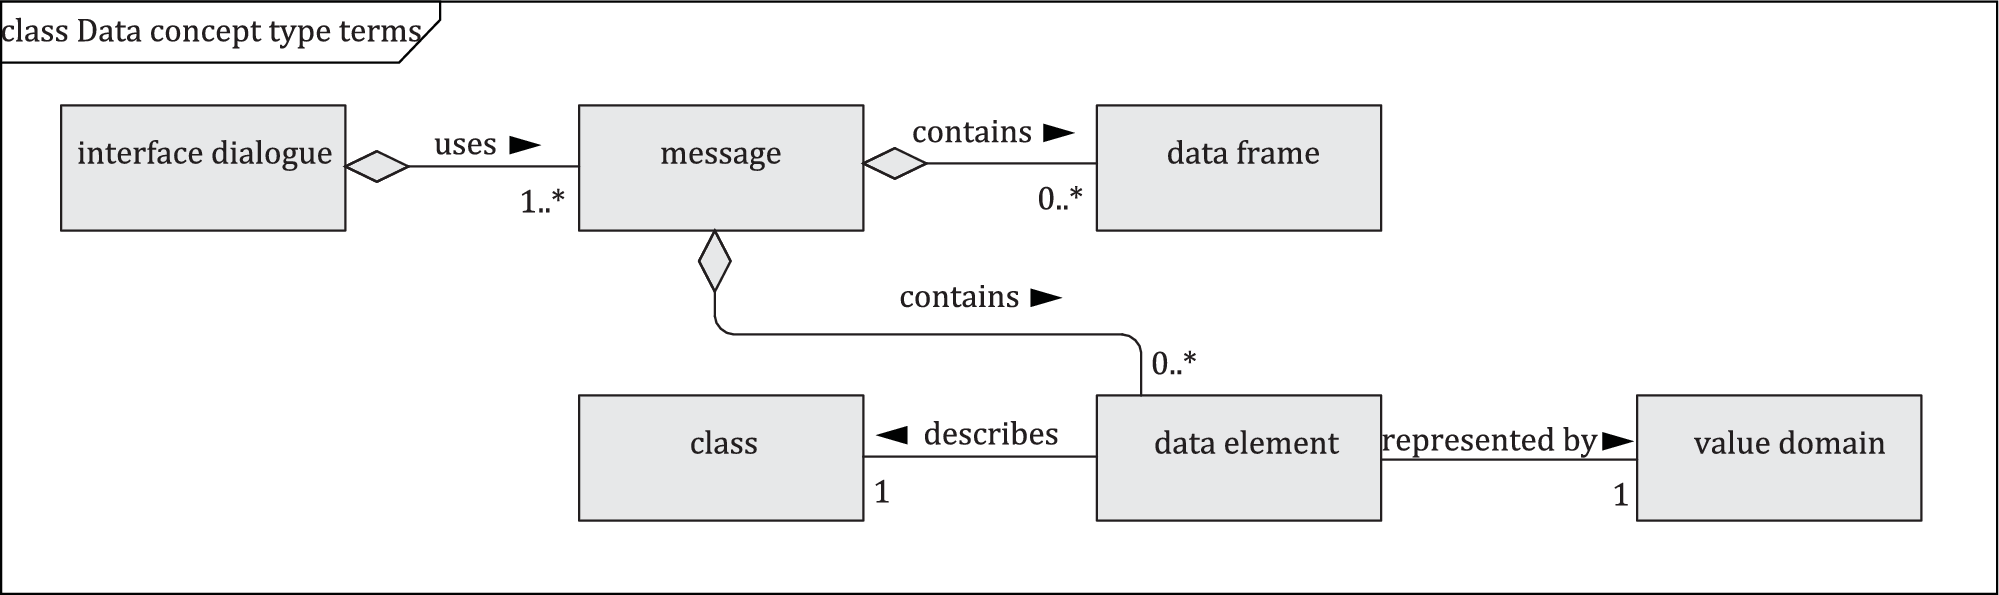 class Data concept type terms
interface dialogue
uses
1..*
message
contains
0..*
data frame
contains
0..*
class
describes
1
data element
represented by
1
value domain